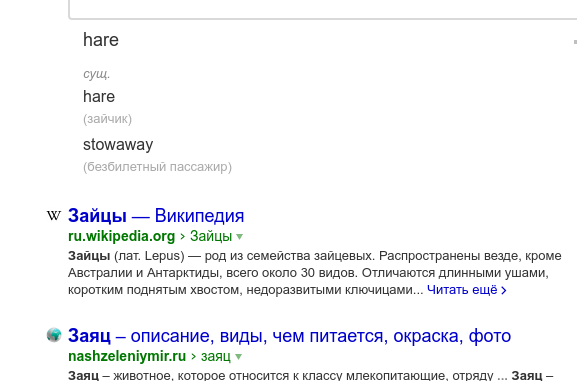 hare
сущ.
hare
(зайчик)
stowaway
(безбилетный пассажир)
W Зайцы — Википедия
ru.wikipedia.org › Зайцы
Зайцы (лат. Lepus) — род из семейства зайцевых. Распространены везде, кроме
Австралии и Антарктиды, всего около 30 видов. Отличаются длинными ушами,
коротким поднятым хвостом, недоразвитыми ключицами... Читать ещё >
Заяц – описание, виды, чем питается, окраска, фото
nashzeleniymir.ru › заяц
Заяц – животное, которое относится к классу млекопитающие, отряду ... Заяц –